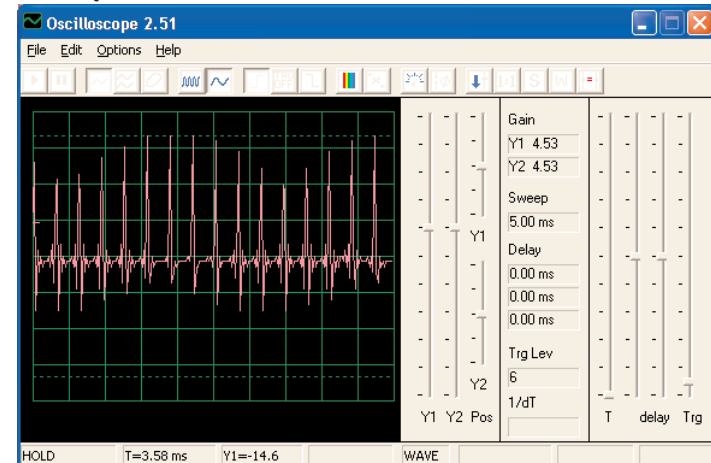 Oscilloscope 2.51
File Edit Options Help
1:1 S W
Gain
Y1 4.53
Y2 4.53
Sweep
5.00 ms
Y1
Delay
0.00 ms
0.00 ms
0.00 ms
Trg Lev
6
Y2
1/dT
Y1 Y2 Pos
T delay Trg
HOLD T=3.58 ms Y1=-14.6 WAVE